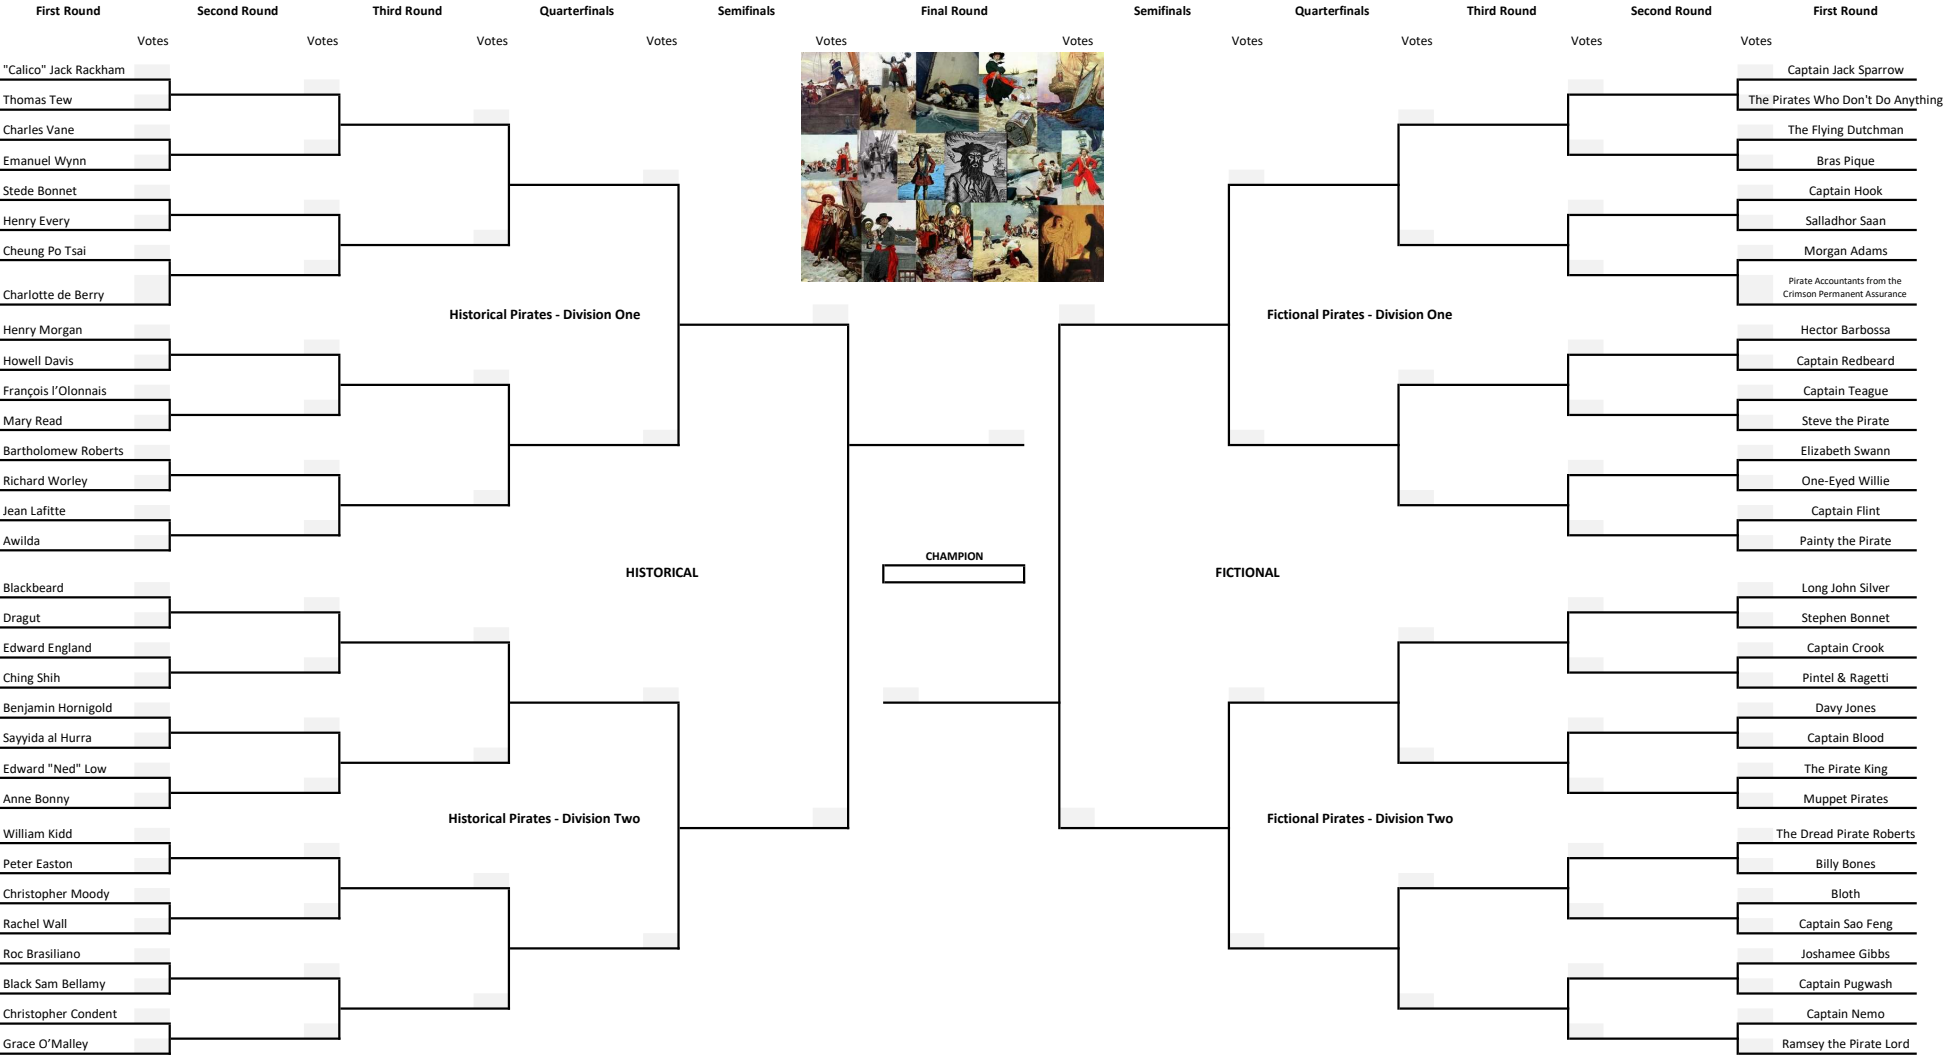 First Round
Second Round
Third Round
Quarterfinals
Semifinals
Final Round
Semifinals
Quarterfinals
Third Round
Second Round
First Round
Votes
Votes
Votes
Votes
Votes
Votes
Votes
Votes
Votes
Votes
"Calico" Jack Rackham
Thomas Tew
Charles Vane
Emanuel Wynn
Stede Bonnet
Henry Every
Cheung Po Tsai
Charlotte de Berry
Historical Pirates - Division One
Henry Morgan
Howell Davis
François l’Olonnais
Mary Read
Bartholomew Roberts
Richard Worley
Jean Lafitte
Awilda
HISTORICAL
Blackbeard
Dragut
Edward England
Ching Shih
Benjamin Hornigold
Sayyida al Hurra
Edward "Ned" Low
Anne Bonny
Historical Pirates - Division Two
William Kidd
Peter Easton
Christopher Moody
Rachel Wall
Roc Brasiliano
Black Sam Bellamy
Christopher Condent
Grace O’Malley
CHAMPION
Captain Jack Sparrow
The Pirates Who Don't Do Anything
The Flying Dutchman
Bras Pique
Captain Hook
Salladhor Saan
Morgan Adams
Pirate Accountants from the
Crimson Permanent Assurance
Fictional Pirates - Division One
Hector Barbossa
Captain Redbeard
Captain Teague
Steve the Pirate
Elizabeth Swann
One-Eyed Willie
Captain Flint
Painty the Pirate
FICTIONAL
Long John Silver
Stephen Bonnet
Captain Crook
Pintel & Ragetti
Davy Jones
Captain Blood
The Pirate King
Muppet Pirates
Fictional Pirates - Division Two
The Dread Pirate Roberts
Billy Bones
Bloth
Captain Sao Feng
Joshamee Gibbs
Captain Pugwash
Captain Nemo
Ramsey the Pirate Lord